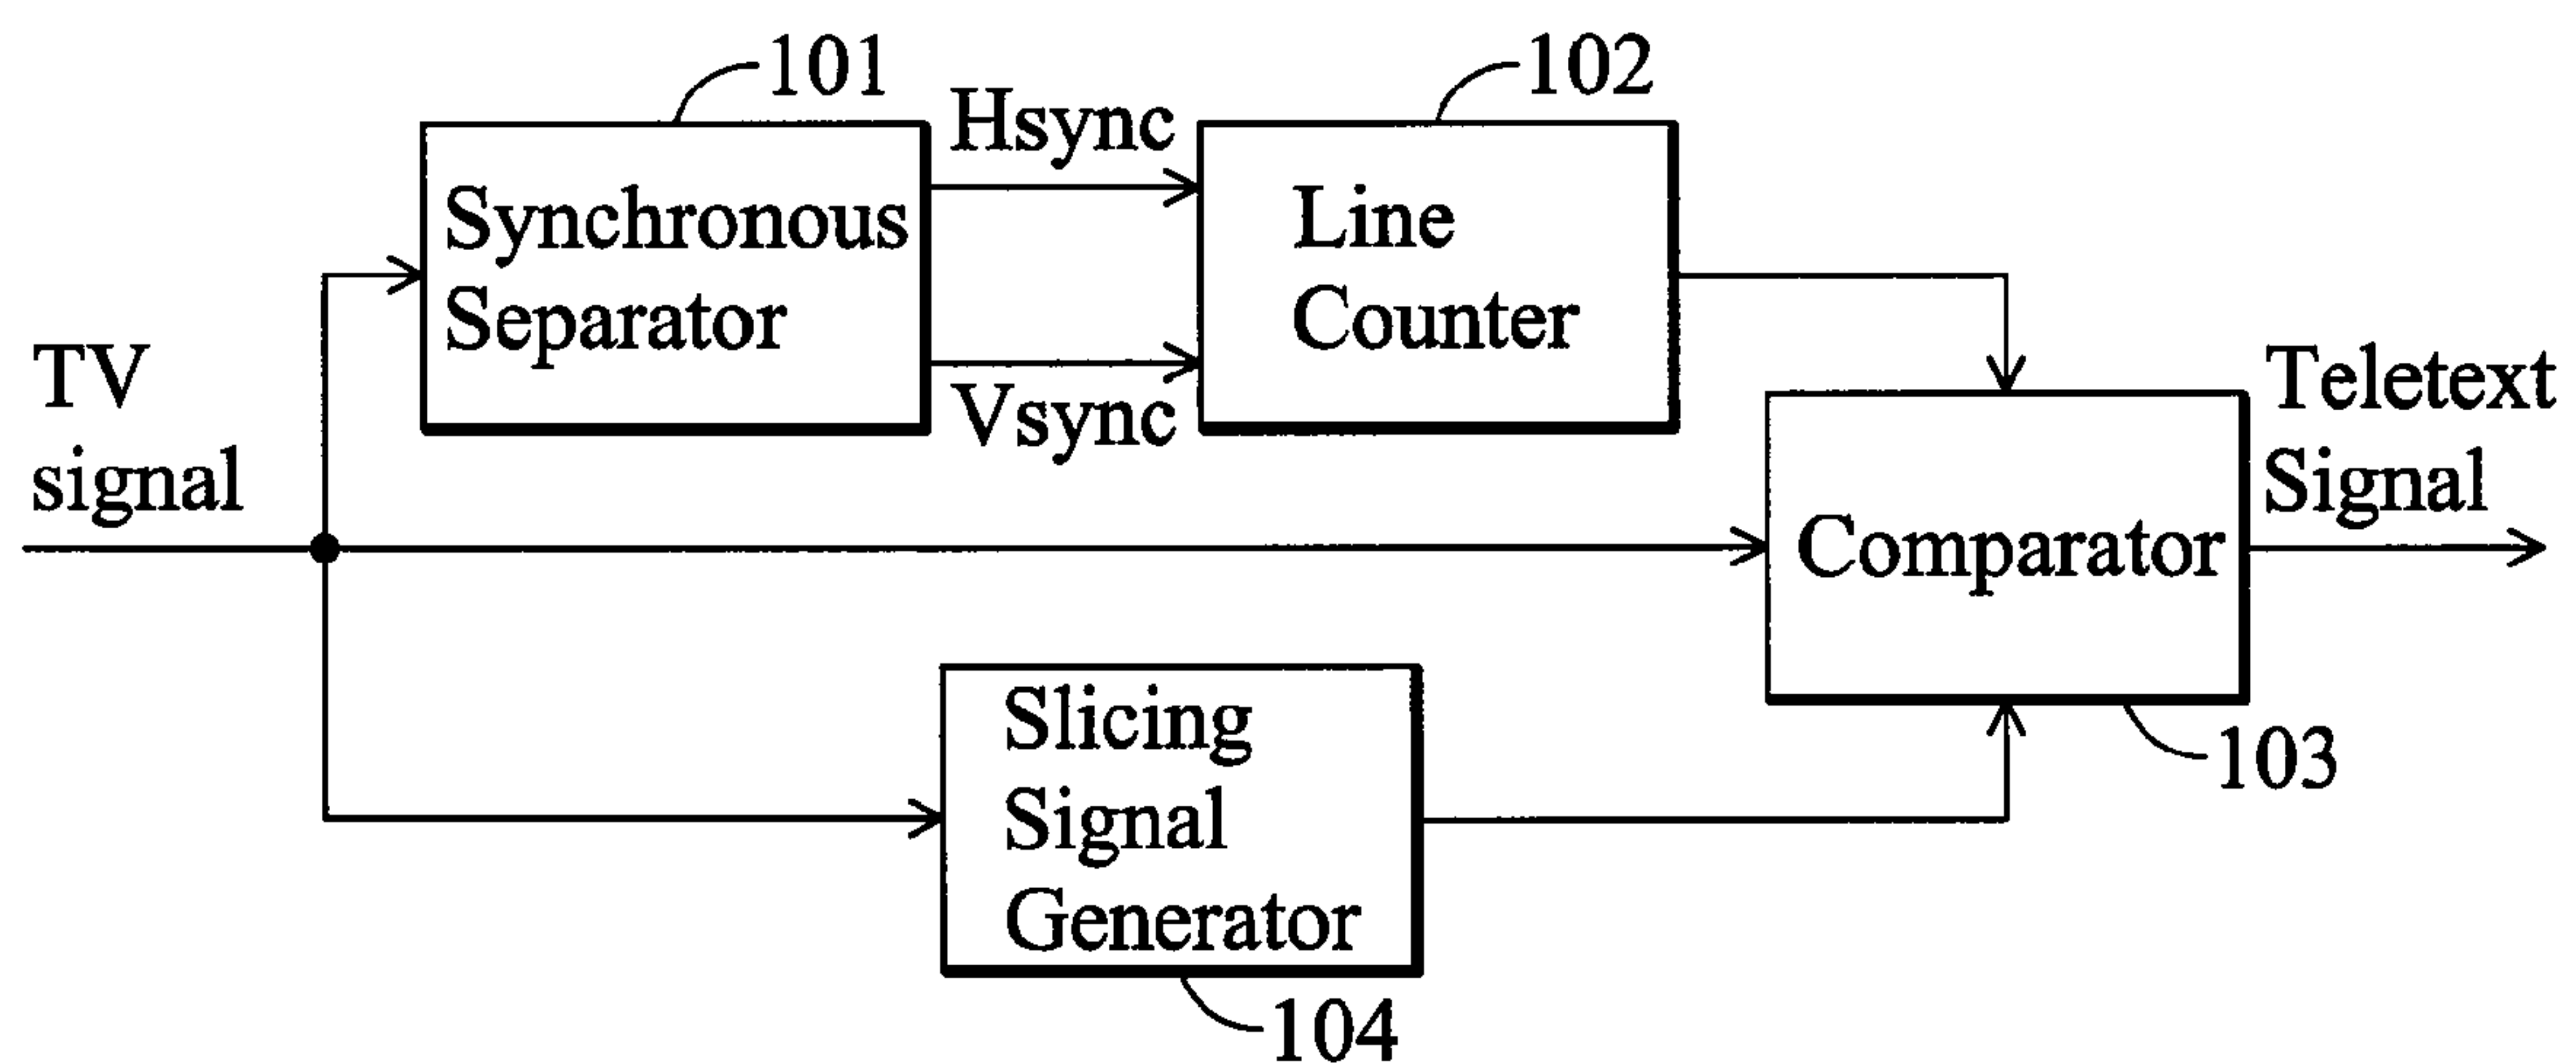 101
102
Hsync
Synchronous
Separator
Line
Counter
Vsync
TV
signal
Teletext
Signal
Comparator
103
Slicing
Signal
Generator
104